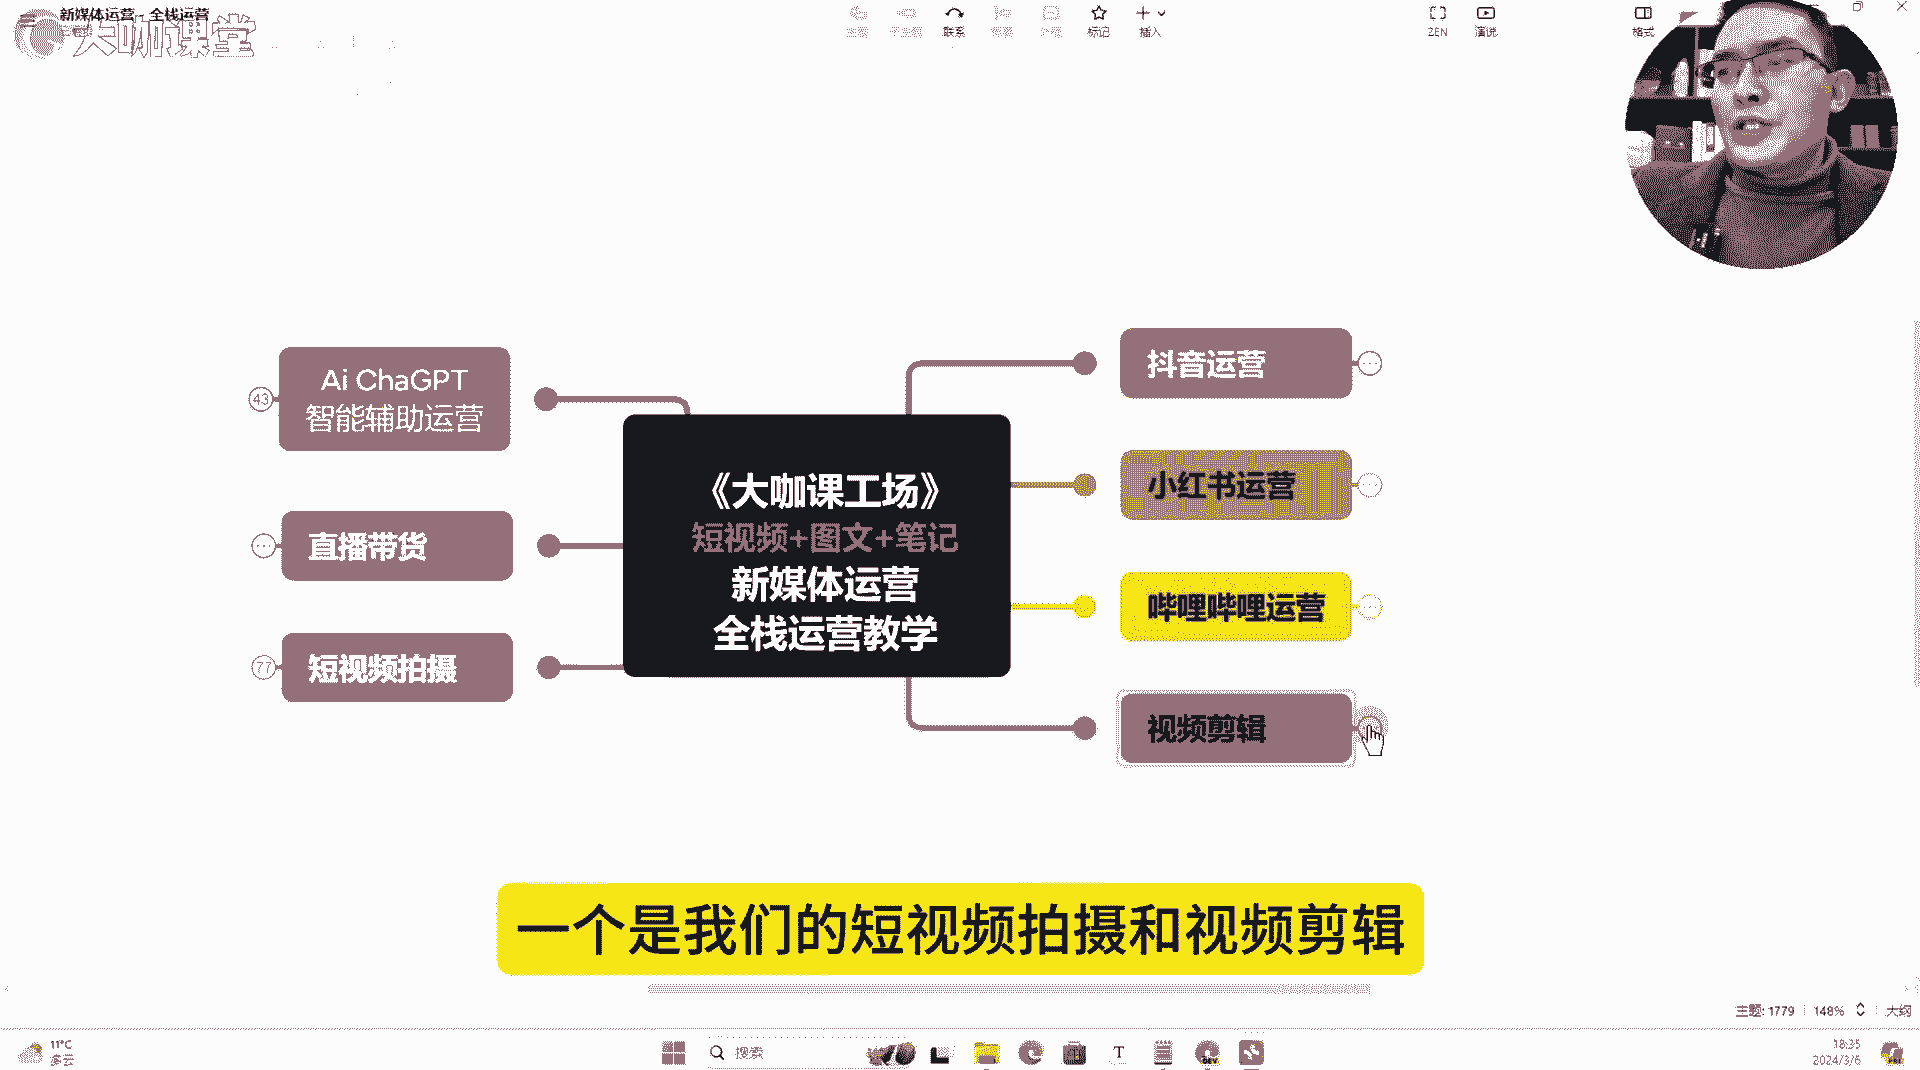 新媒体运营 - 全栈运营
大咖课堂
联系
标记
插入
ZEN
演说
格式
Ai ChaGPT
智能辅助运营
43
直播带货
短视频拍摄
77
《大咖课工场》
短视频+图文+笔记
新媒体运营
全栈运营教学
抖音运营
小红书运营
哔哩哔哩运营
视频剪辑
一个是我们的短视频拍摄和视频剪辑
主题: 1779
148%
大纲
11°C
多云
搜索
18:35
2024/3/6